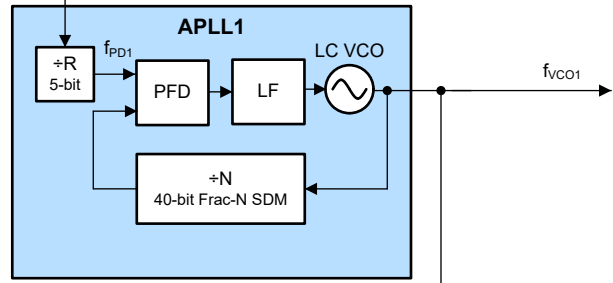 APLL1
÷R
5-bit
fPD1
PFD
LF
LC VCO
fVCO1
÷N
40-bit Frac-N SDM